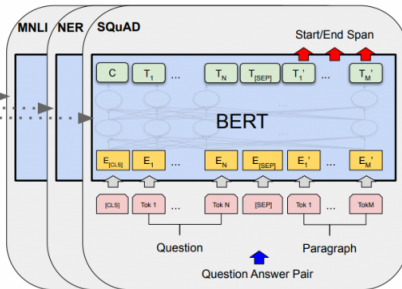 MNLI NER SQuAD
Start/End Span
C T1 ... TN T[SEP] T1' ... TM'
BERT
E[CLS] E1 ... EN E[SEP] E1' ... EM'
[CLS] Tok 1 ... Tok N [SEP] Tok 1 ... TokM
Question Paragraph
Question Answer Pair